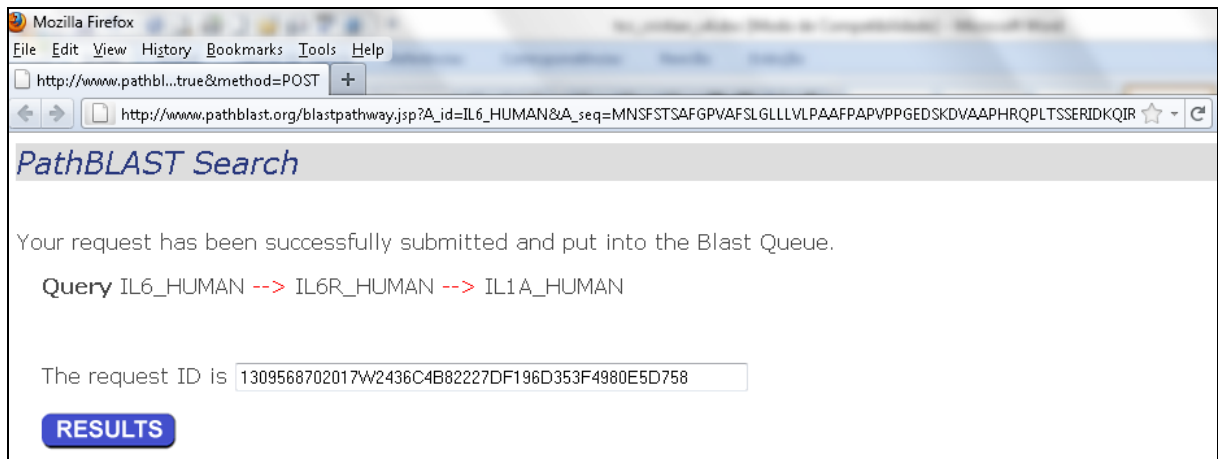 Mozilla Firefox
File Edit View History Bookmarks Tools Help
http://www.pathbl...true&method=POST +
http://www.pathblast.org/blastpathway.jsp?A_id=IL6_HUMAN&A_seq=MNSFSTSAFGPVAFSLGLLLVLPAAFPAPVPPGEDSKDVAAPHRQPLTSSERIDKQIR
PathBLAST Search
Your request has been successfully submitted and put into the Blast Queue.
Query IL6_HUMAN --> IL6R_HUMAN --> IL1A_HUMAN
The request ID is 1309568702017W2436C4B82227DF196D353F4980E5D758
RESULTS